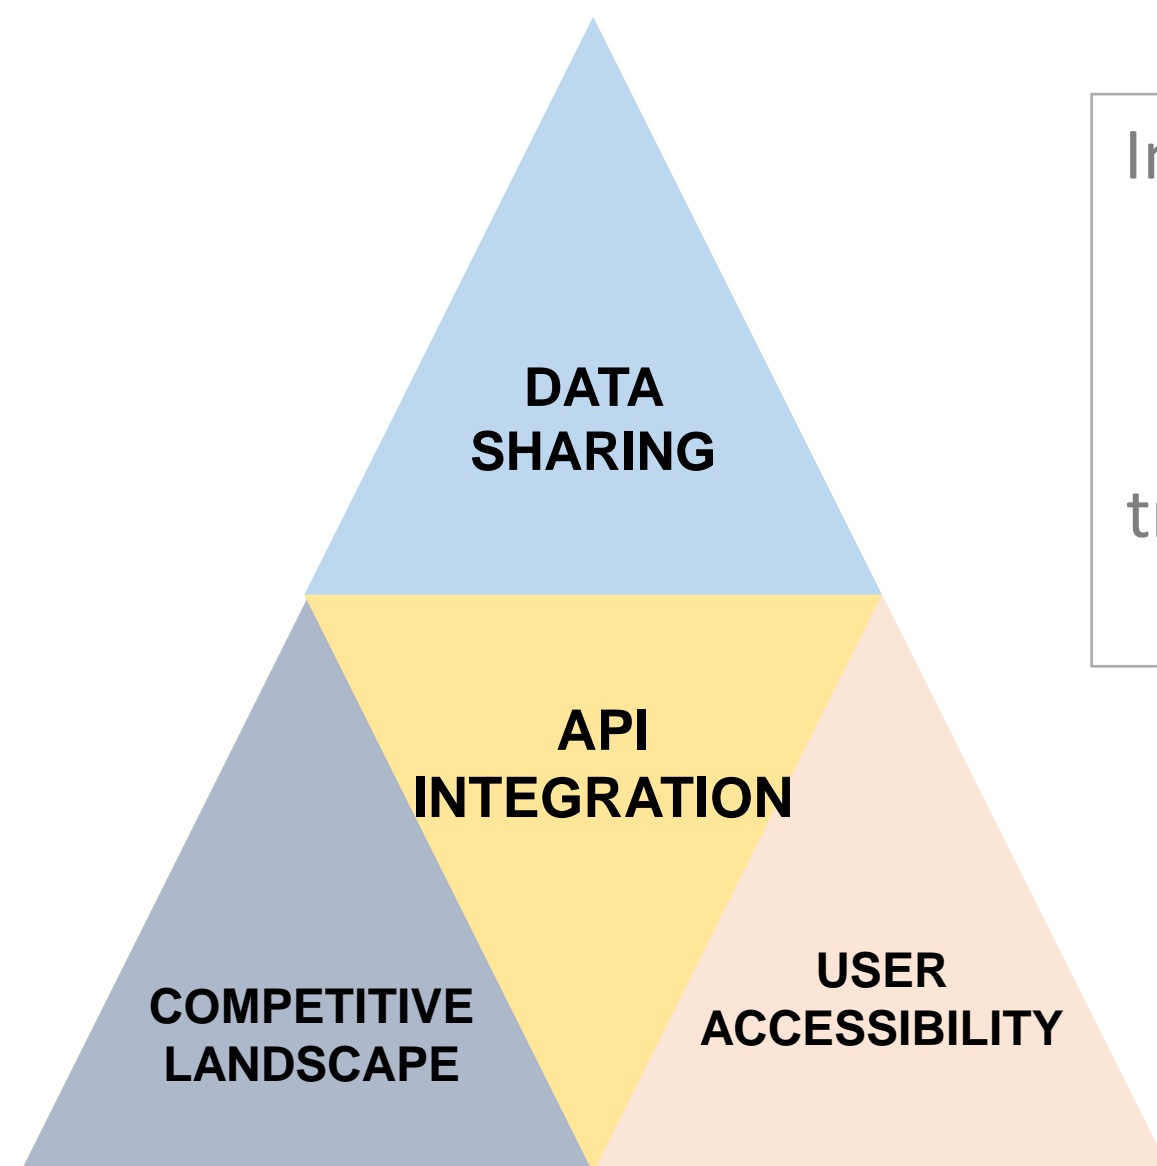 DATA
SHARING
API
INTEGRATION
USER
ACCESSIBILITY
COMPETITIVE
LANDSCAPE